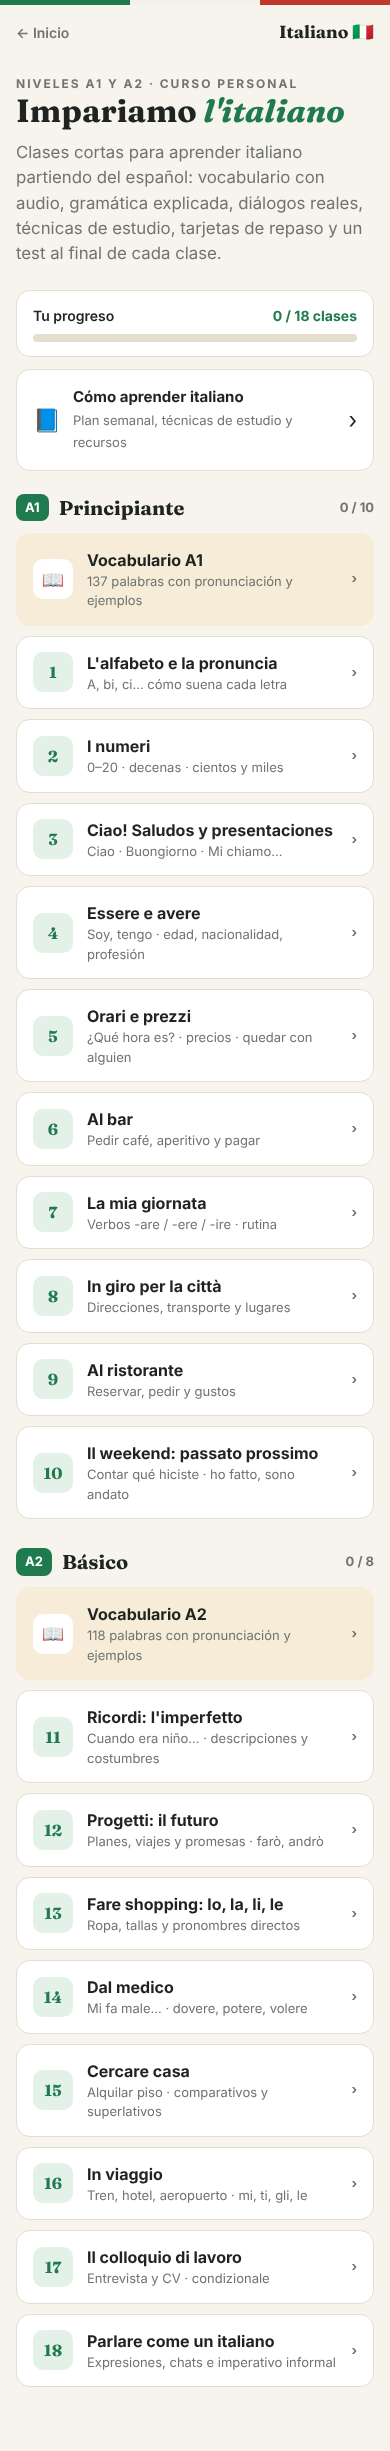 ← Inicio
Italiano 🇮🇹
NIVELES A1 Y A2 · CURSO PERSONAL
Impariamo l'italiano
Clases cortas para aprender italiano
partiendo del español: vocabulario con
audio, gramática explicada, diálogos reales,
técnicas de estudio, tarjetas de repaso y un
test al final de cada clase.
Tu progreso
0 / 18 clases
Cómo aprender italiano
Plan semanal, técnicas de estudio y
recursos
A1 Principiante
0 / 10
Vocabulario A1
137 palabras con pronunciación y
ejemplos
1
L'alfabeto e la pronuncia
A, bi, ci... cómo suena cada letra
2
I numeri
0–20 · decenas · cientos y miles
3
Ciao! Saludos y presentaciones
Ciao · Buongiorno · Mi chiamo...
4
Essere e avere
Soy, tengo · edad, nacionalidad,
profesión
5
Orari e prezzi
¿Qué hora es? · precios · quedar con
alguien
6
Al bar
Pedir café, aperitivo y pagar
7
La mia giornata
Verbos -are / -ere / -ire · rutina
8
In giro per la città
Direcciones, transporte y lugares
9
Al ristorante
Reservar, pedir y gustos
10
Il weekend: passato prossimo
Contar qué hiciste · ho fatto, sono
andato
A2 Básico
0 / 8
Vocabulario A2
118 palabras con pronunciación y
ejemplos
11
Ricordi: l'imperfetto
Cuando era niño... · descripciones y
costumbres
12
Progetti: il futuro
Planes, viajes y promesas · farò, andrò
13
Fare shopping: lo, la, li, le
Ropa, tallas y pronombres directos
14
Dal medico
Mi fa male... · dovere, potere, volere
15
Cercare casa
Alquilar piso · comparativos y
superlativos
16
In viaggio
Tren, hotel, aeropuerto · mi, ti, gli, le
17
Il colloquio di lavoro
Entrevista y CV · condizionale
18
Parlare come un italiano
Expresiones, chats e imperativo informal